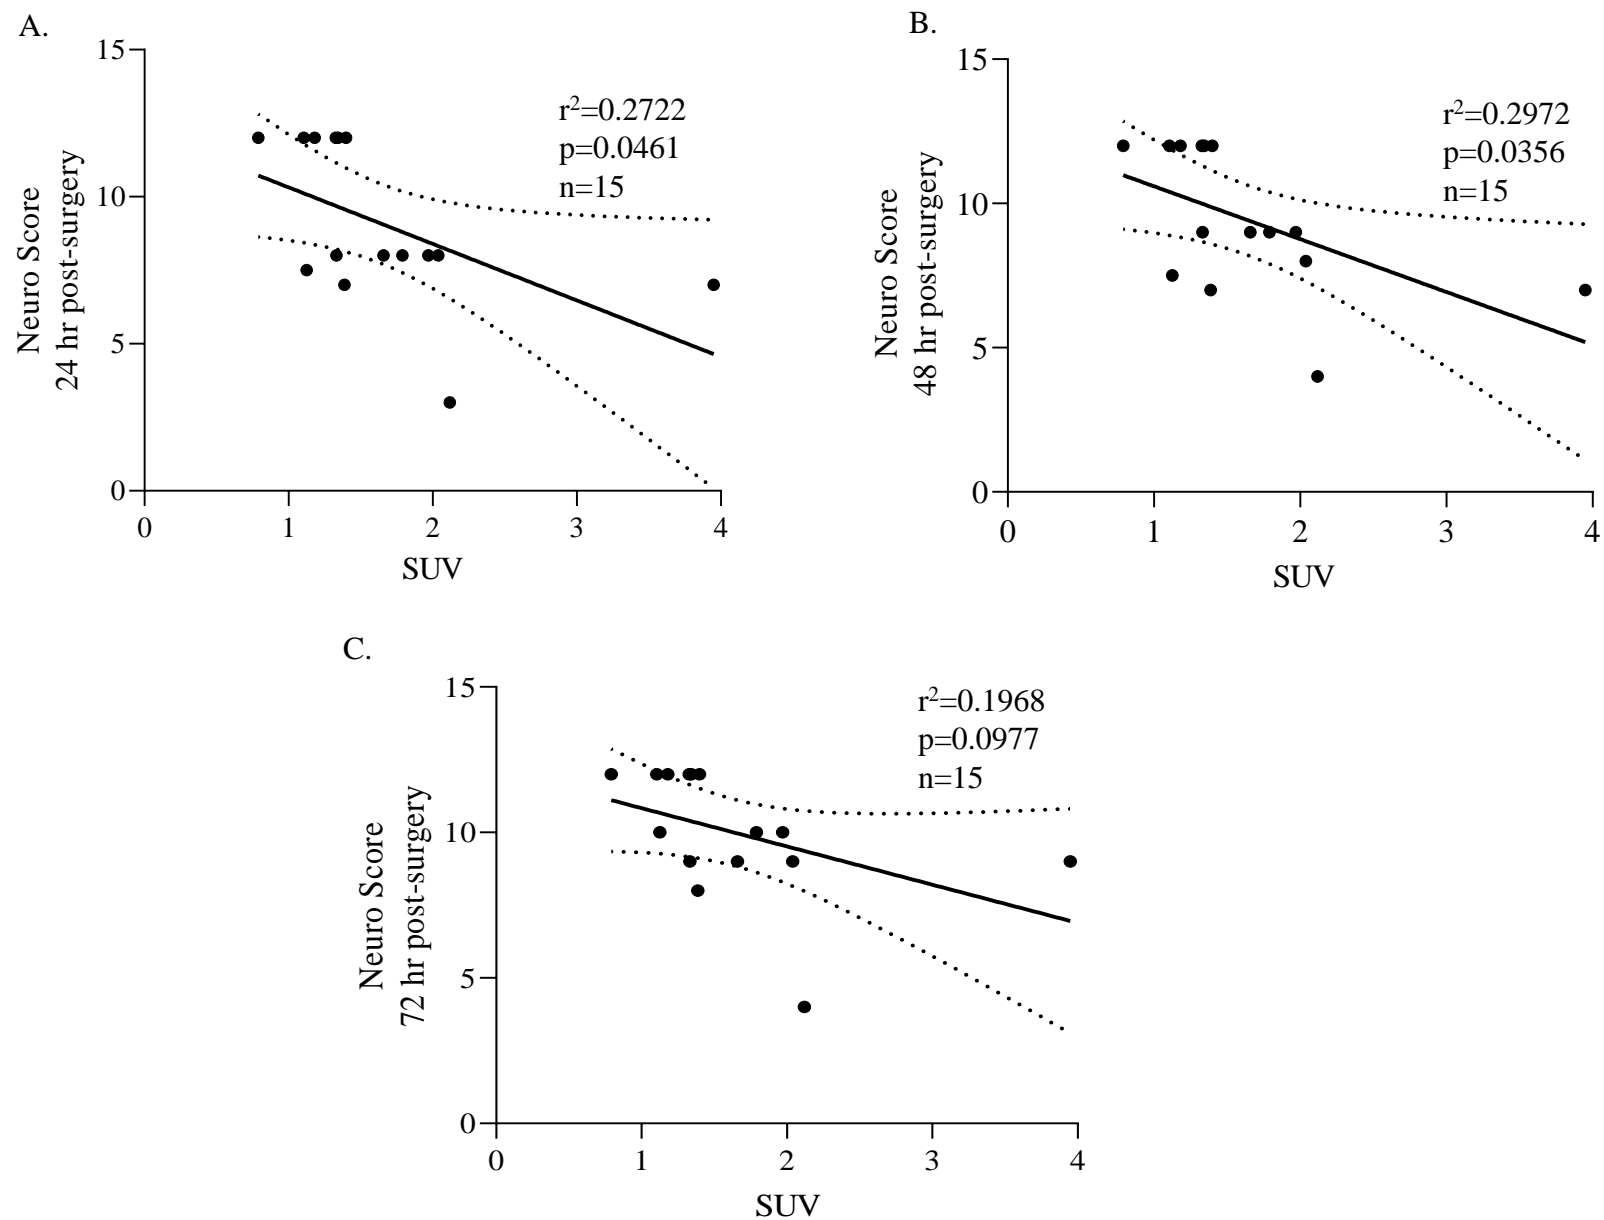 A.
15
10
5
0
0 1 2 3 4
SUV
Neuro Score
24 hr post-surgery
r²=0.2722
p=0.0461
n=15
B.
15
10
5
0
0 1 2 3 4
SUV
Neuro Score
48 hr post-surgery
r²=0.2972
p=0.0356
n=15
C.
15
10
5
0
0 1 2 3 4
SUV
Neuro Score
72 hr post-surgery
r²=0.1968
p=0.0977
n=15